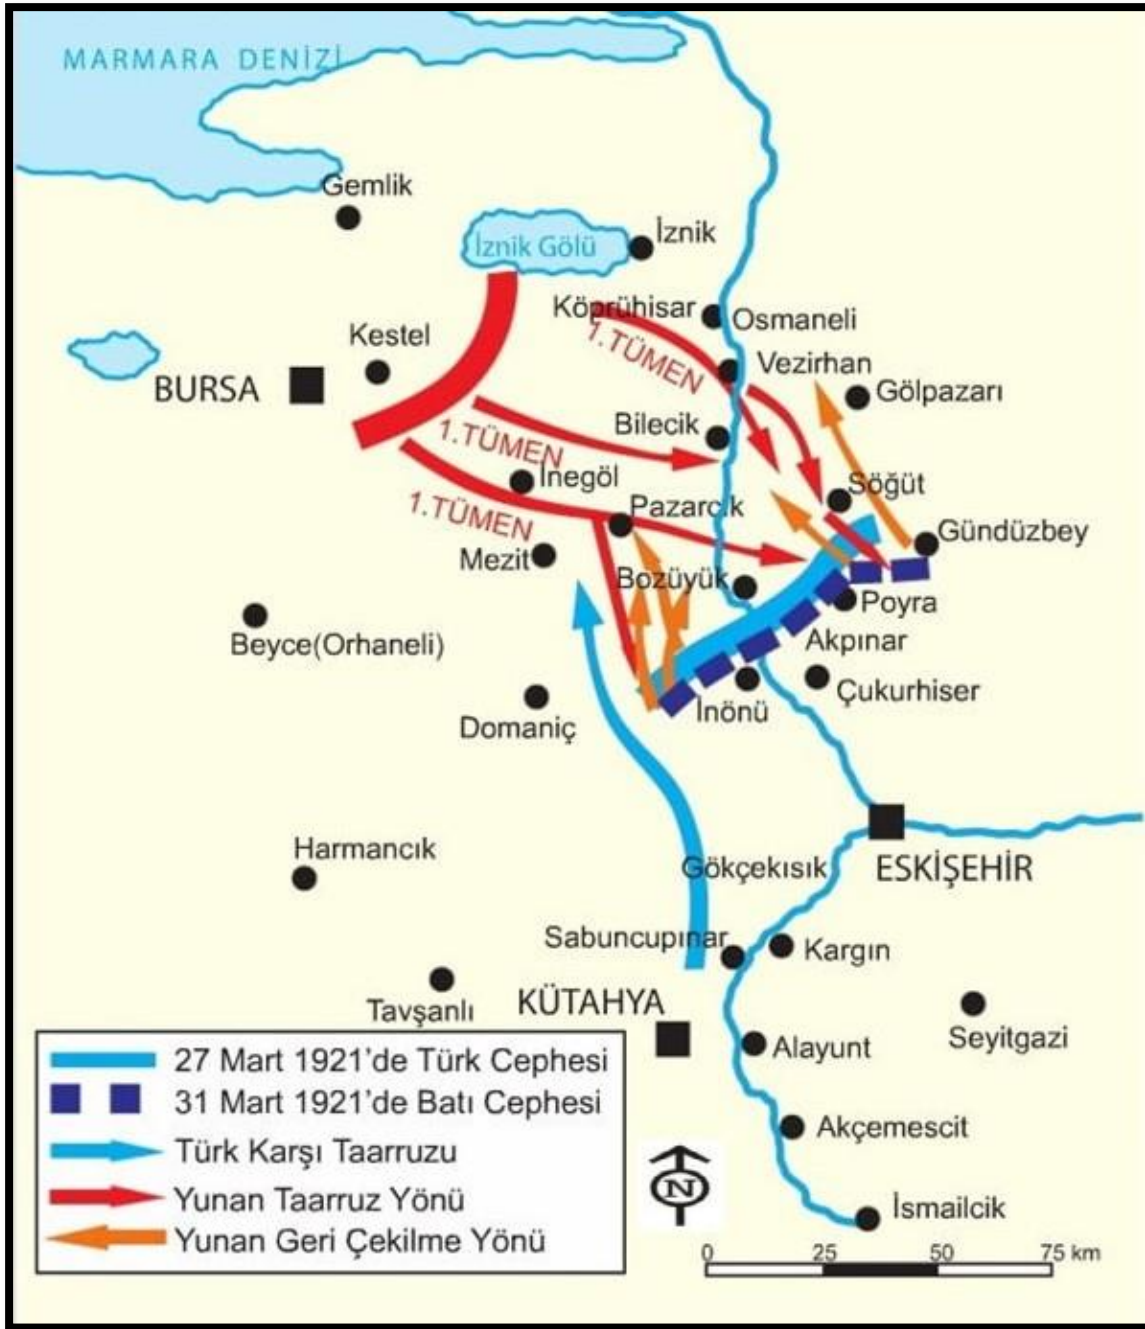 MARMARA DENİZİ
Gemlik
İznik Gölü
İznik
Köprühisar
Osmaneli
Kestel
1.TÜMEN
Vezirhan
BURSA
Gölpazarı
Bilecik
1.TÜMEN
İnegöl
Söğüt
1.TÜMEN
Pazarcık
Gündüzbey
Mezit
Bozüyük
Poyra
Beyce(Orhaneli)
Akpınar
Çukurhiser
İnönü
Domaniç
Harmancık
Gökçekısık
ESKİŞEHİR
Sabuncupınar
Kargın
Tavşanlı
KÜTAHYA
Seyitgazi
Alayunt
27 Mart 1921’de Türk Cephesi
31 Mart 1921’de Batı Cephesi
Türk Karşı Taarruzu
Yunan Taarruz Yönü
Yunan Geri Çekilme Yönü
Akçemescit
N
İsmailcik
0 25 50 75 km